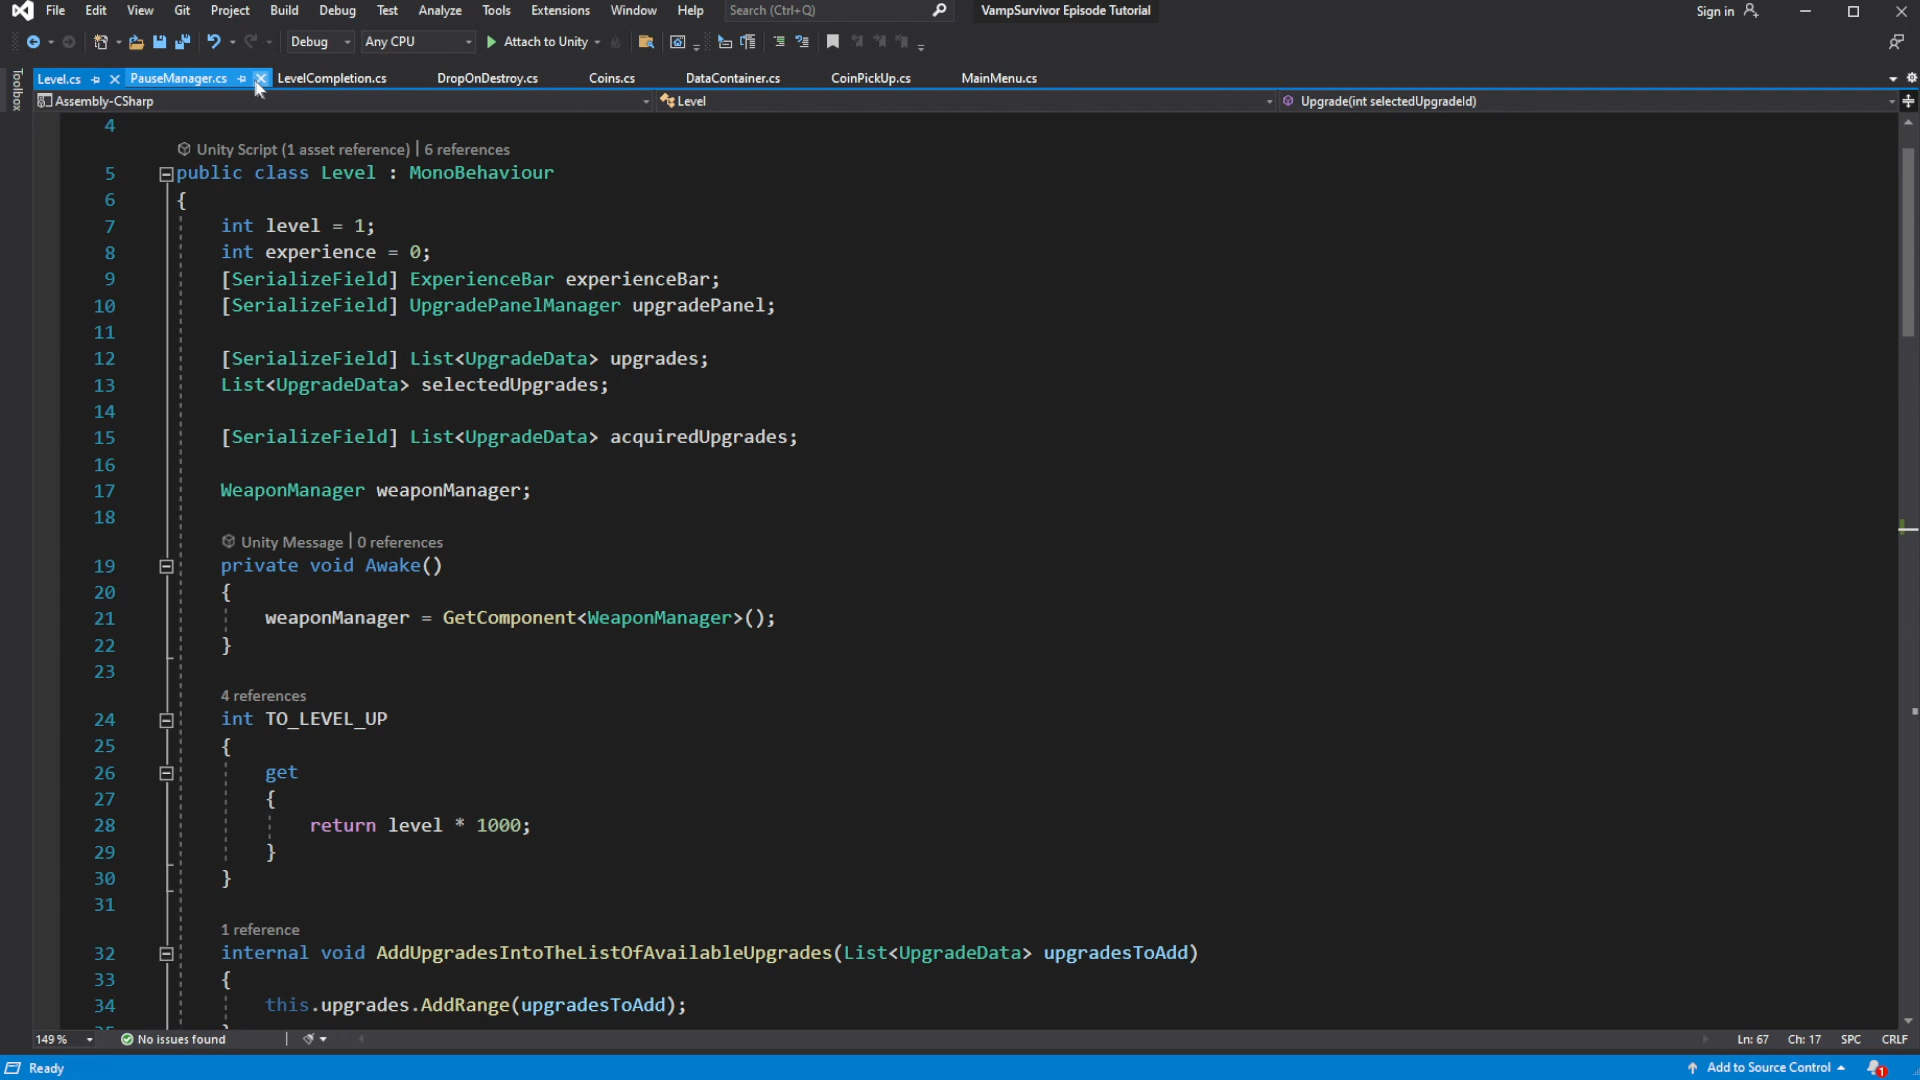 File Edit View Git Project Build Debug Test Analyze Tools Extensions Window Help Search (Ctrl+Q) VampSurvivor Episode Tutorial Sign in
Debug Any CPU Attach to Unity
Toolbox
Level.cs PauseManager.cs LevelCompletion.cs DropOnDestroy.cs Coins.cs DataContainer.cs CoinPickUp.cs MainMenu.cs
Assembly-CSharp Level Upgrade(int selectedUpgradeId)
4
Unity Script (1 asset reference) | 6 references
5 public class Level : MonoBehaviour
6 {
7 int level = 1;
8 int experience = 0;
9 [SerializeField] ExperienceBar experienceBar;
10 [SerializeField] UpgradePanelManager upgradePanel;
11
12 [SerializeField] List<UpgradeData> upgrades;
13 List<UpgradeData> selectedUpgrades;
14
15 [SerializeField] List<UpgradeData> acquiredUpgrades;
16
17 WeaponManager weaponManager;
18
Unity Message | 0 references
19 private void Awake()
20 {
21 weaponManager = GetComponent<WeaponManager>();
22 }
23
4 references
24 int TO_LEVEL_UP
25 {
26 get
27 {
28 return level * 1000;
29 }
30 }
31
1 reference
32 internal void AddUpgradesIntoTheListOfAvailableUpgrades(List<UpgradeData> upgradesToAdd)
33 {
34 this.upgrades.AddRange(upgradesToAdd);
149 % No issues found Ln: 67 Ch: 17 SPC CRLF
Ready Add to Source Control 1